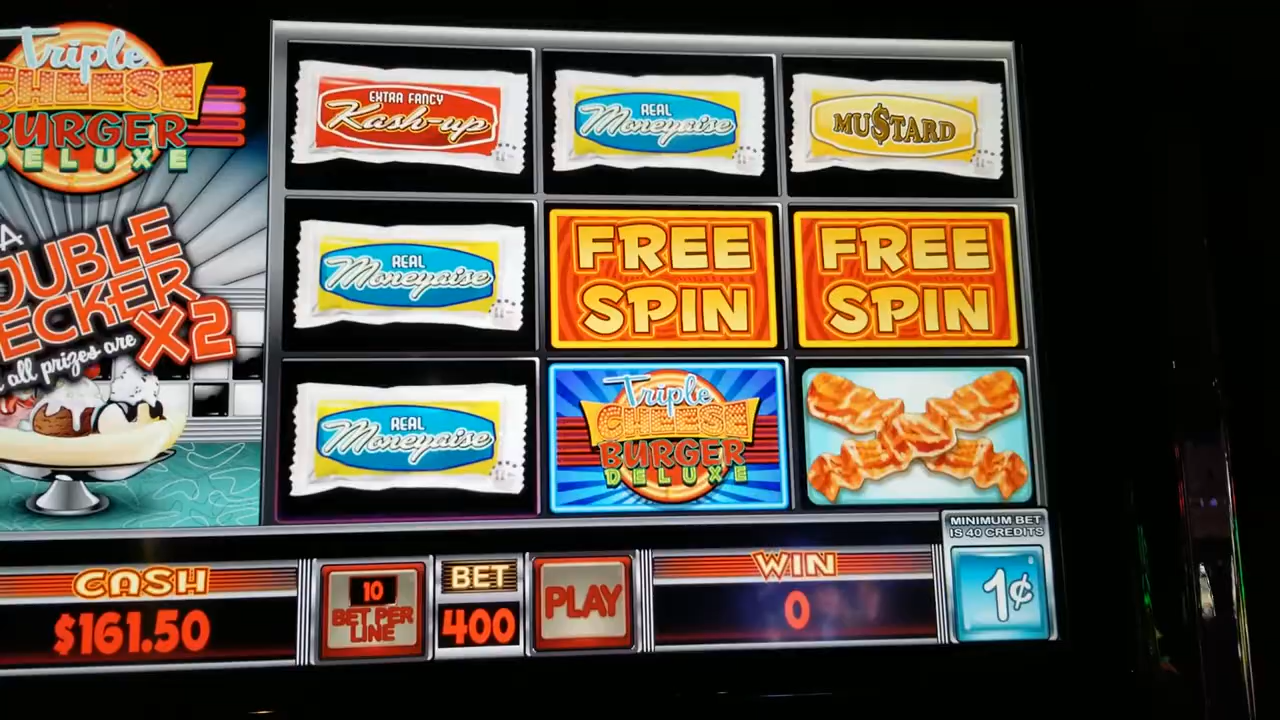 Triple
CHEESE
BURGER
DELUXE
A
OUBLE
ECKER
all prizes are
X2
EXTRA FANCY
Kash-up
REAL
Moneyaise
MU$TARD
REAL
Moneyaise
FREE
SPIN
FREE
SPIN
REAL
Moneyaise
Triple
CHEESE
BURGER
DELUXE
CASH
$161.50
10
BET PER
LINE
BET
400
PLAY
WIN
0
MINIMUM BET
IS 40 CREDITS
1¢